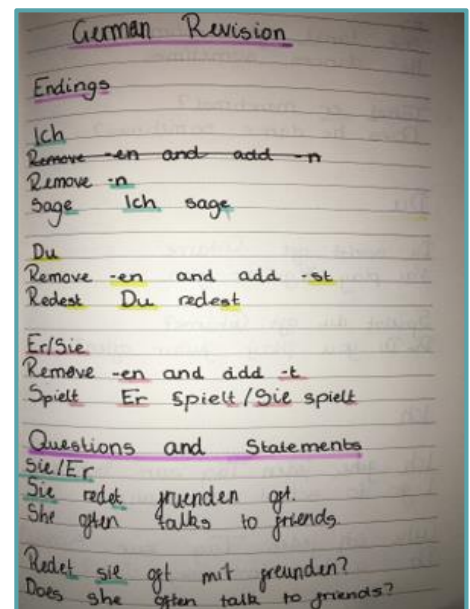 German Revision
Endings
Ich
Remove -en and add -n
Remove -n
Sage Ich sage
Du
Remove -en and add -st
Redest Du redest
Er/Sie
Remove -en and add -t
Spielt Er Spielt/Sie spielt
Questions and Statements
Sie/Er
Sie redet fruenden oft.
She often talks to friends.
Redet sie oft mit freunden?
Does she often talk to friends?